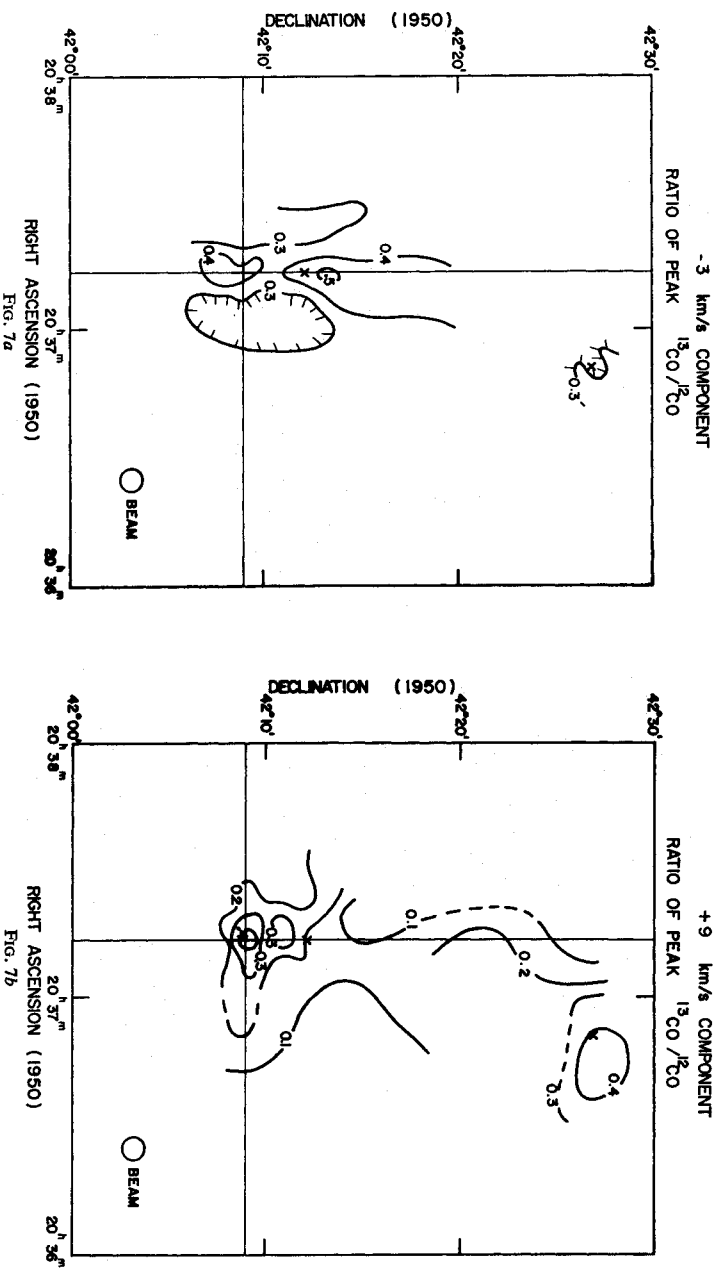 -3 km/s COMPONENT
RATIO OF PEAK 13CO/12CO
DECLINATION (1950)
42°30'
42°20'
42°10'
42°00'
0.3
0.4
.5
0.4
0.3
0.3
BEAM
20h 38m
20h 37m
20h 36m
RIGHT ASCENSION (1950)
FIG. 7a
+9 km/s COMPONENT
RATIO OF PEAK 13CO/12CO
DECLINATION (1950)
42°30'
42°20'
42°10'
42°00'
0.4
0.3
0.2
0.1
0.2
0.5
0.3
0.1
BEAM
20h 38m
20h 37m
20h 36m
RIGHT ASCENSION (1950)
FIG. 7b